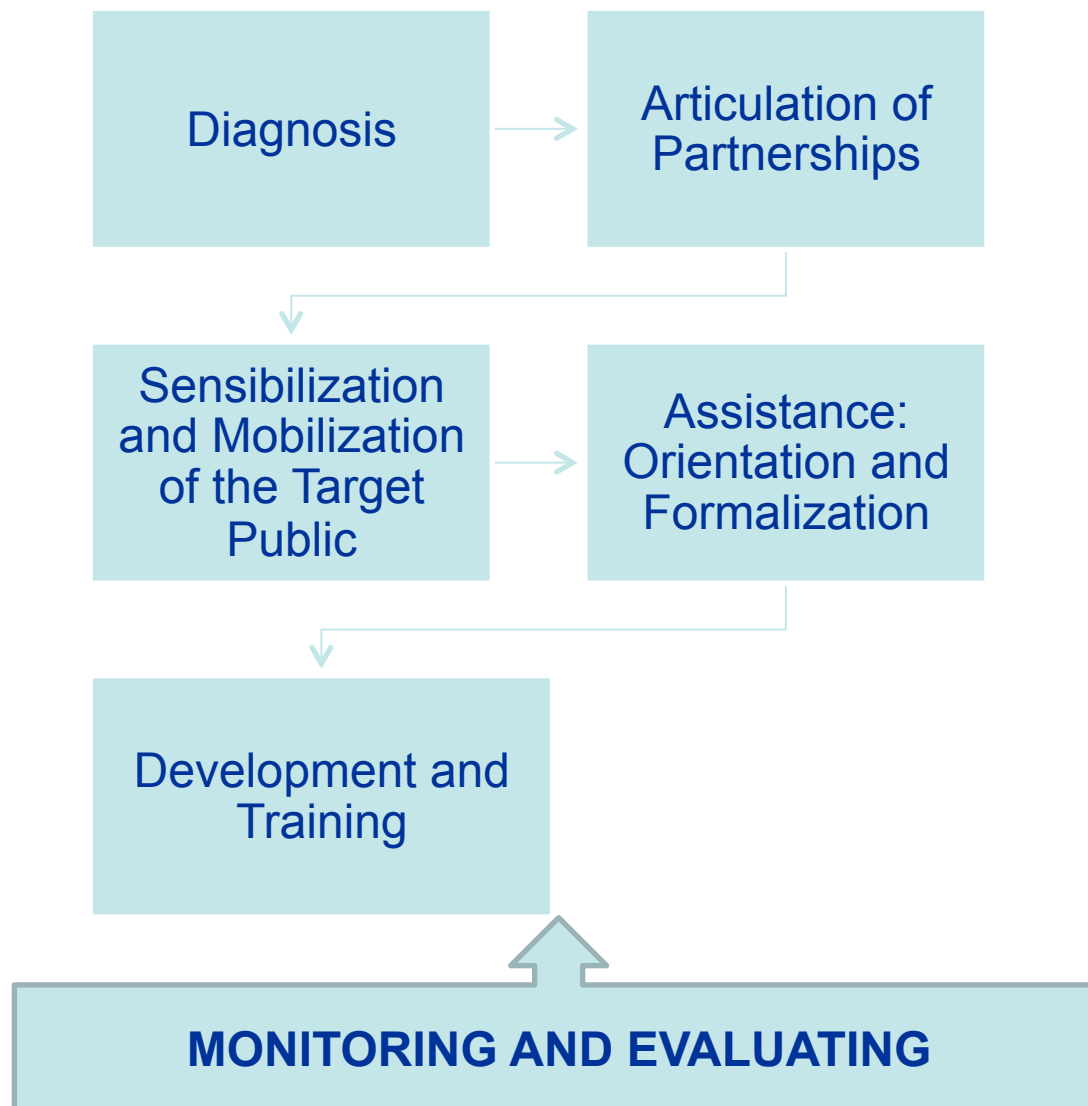 Diagnosis
Articulation of
Partnerships
Sensibilization
and Mobilization
of the Target
Public
Assistance:
Orientation and
Formalization
Development and
Training
MONITORING AND EVALUATING